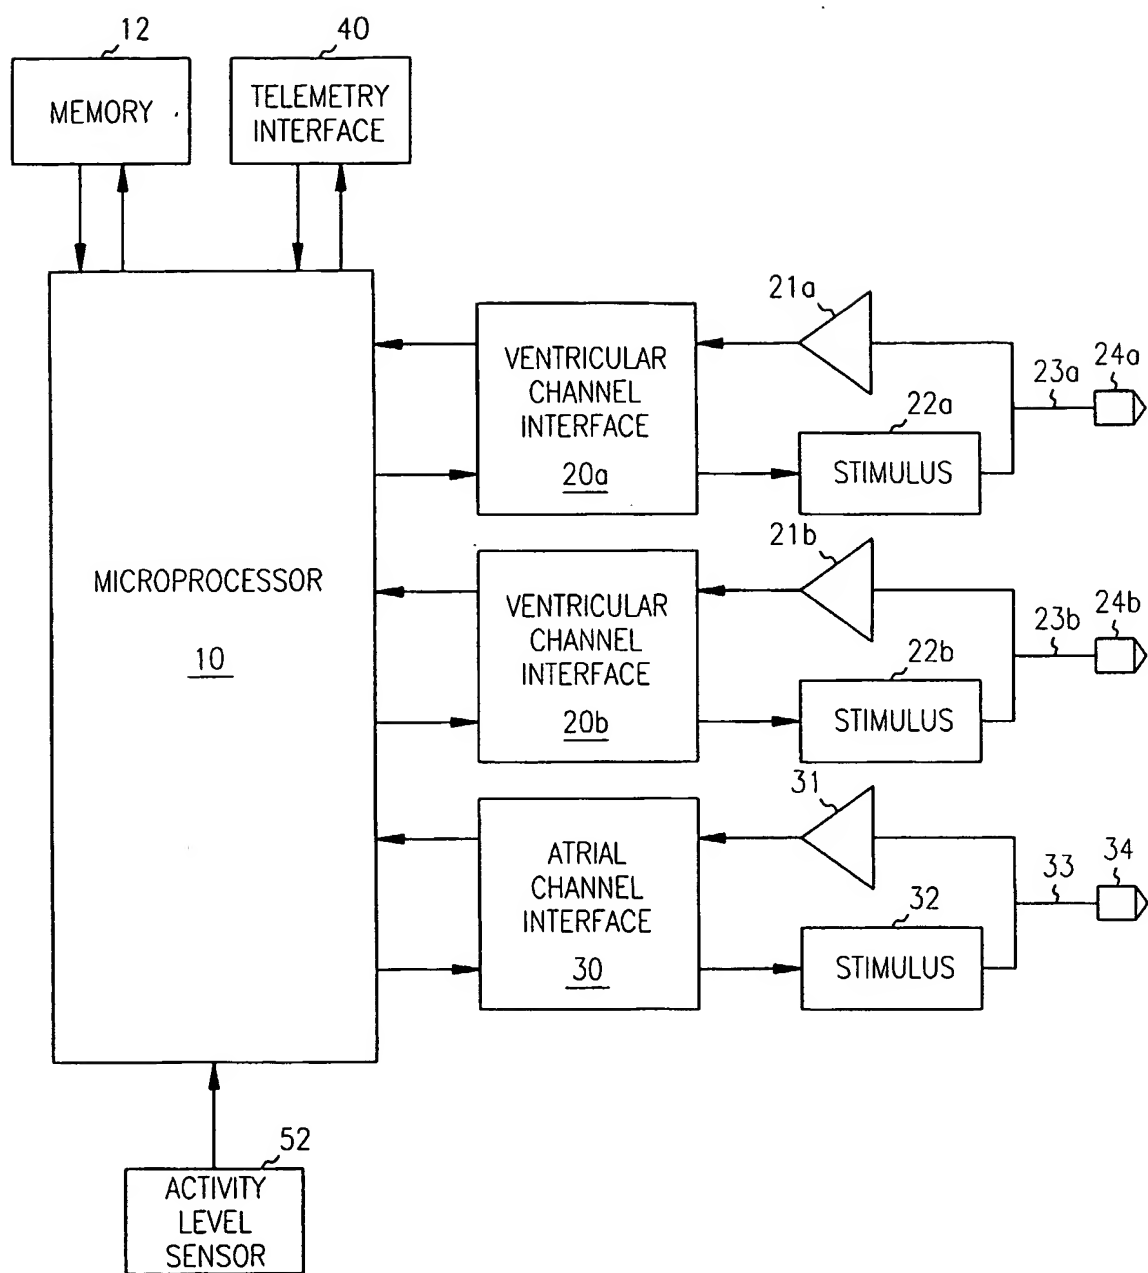 12
40
MEMORY
TELEMETRY
INTERFACE
21a
VENTRICULAR
CHANNEL
INTERFACE
20a
22a
STIMULUS
23a
24a
MICROPROCESSOR
10
21b
VENTRICULAR
CHANNEL
INTERFACE
20b
22b
STIMULUS
23b
24b
31
ATRIAL
CHANNEL
INTERFACE
30
32
STIMULUS
33
34
52
ACTIVITY
LEVEL
SENSOR